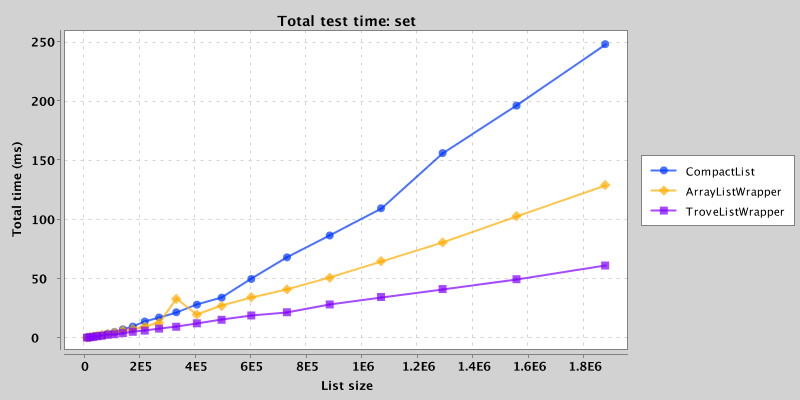 Total test time: set
Total time (ms)
250
200
150
100
50
0
0 2E5 4E5 6E5 8E5 1E6 1.2E6 1.4E6 1.6E6 1.8E6
List size
CompactList
ArrayListWrapper
TroveListWrapper